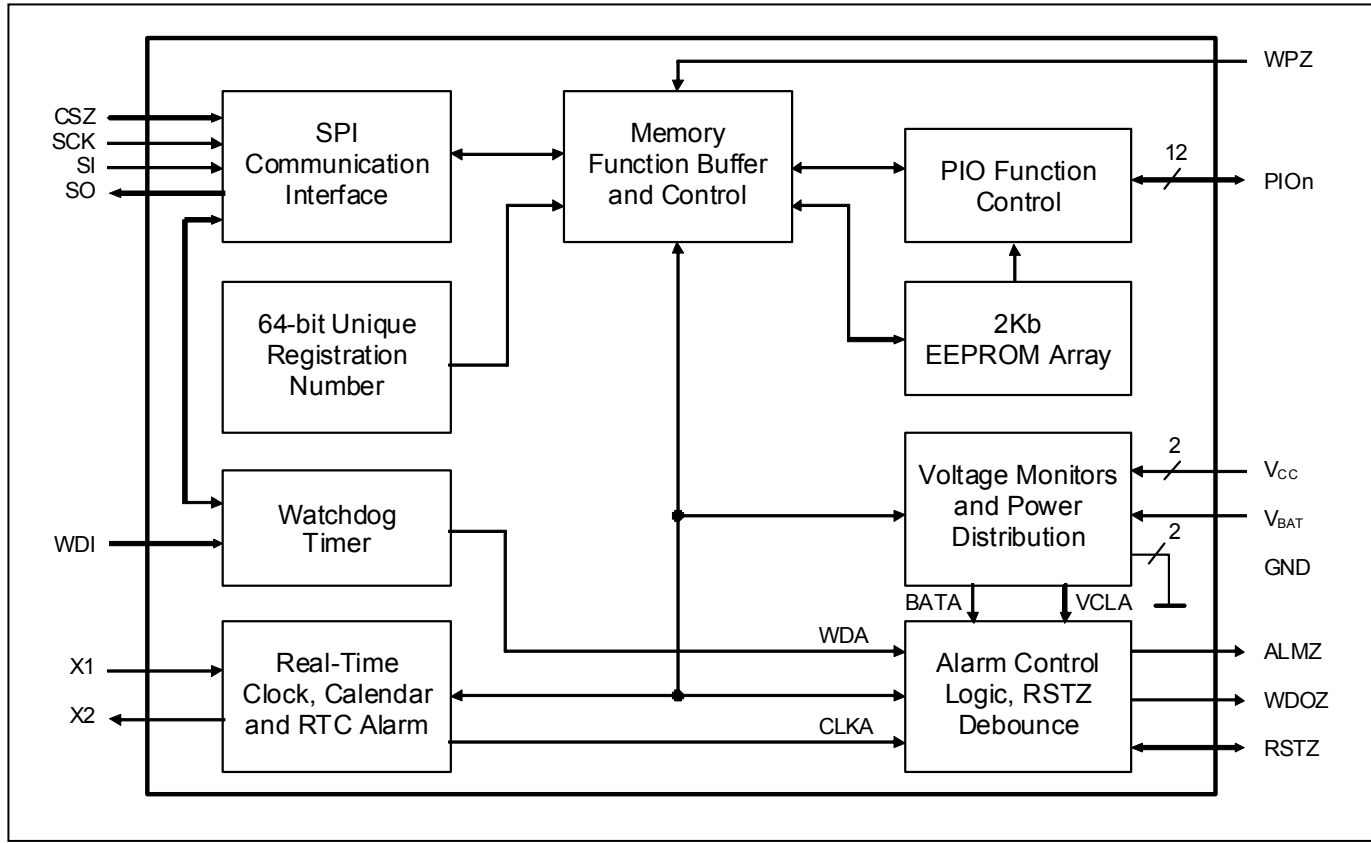 WPZ
CSZ
SCK
SI
SO
SPI
Communication
Interface
Memory
Function Buffer
and Control
PIO Function
Control
12
PIOn
64-bit Unique
Registration
Number
2Kb
EEPROM Array
Watchdog
Timer
WDI
Voltage Monitors
and Power
Distribution
2
VCC
VBAT
2
GND
BATA
VCLA
X1
X2
Real-Time
Clock, Calendar
and RTC Alarm
WDA
CLKA
Alarm Control
Logic, RSTZ
Debounce
ALMZ
WDOZ
RSTZ